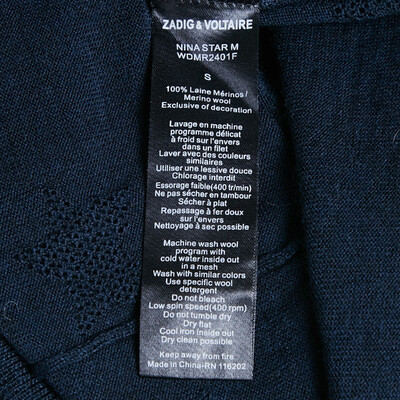 ZADIG & VOLTAIRE
NINA STAR M
WDMR2401F
S
100% Laine Mérinos /
Merino wool
Exclusive of decoration
Lavage en machine
programme délicat
à froid sur l'envers
dans un filet
Laver avec des couleurs
similaires
Utiliser une lessive douce
Chlorage interdit
Essorage faible(400 tr/min)
Ne pas sécher en tambour
Sécher à plat
Repassage à fer doux
sur l'envers
Nettoyage à sec possible
Machine wash wool
program with
cold water inside out
in a mesh
Wash with similar colors
Use specific wool
detergent
Do not bleach
Low spin speed(400 rpm)
Do not tumble dry
Dry flat
Cool iron inside out
Dry clean possible
Keep away from fire
Made in China-RN 116202